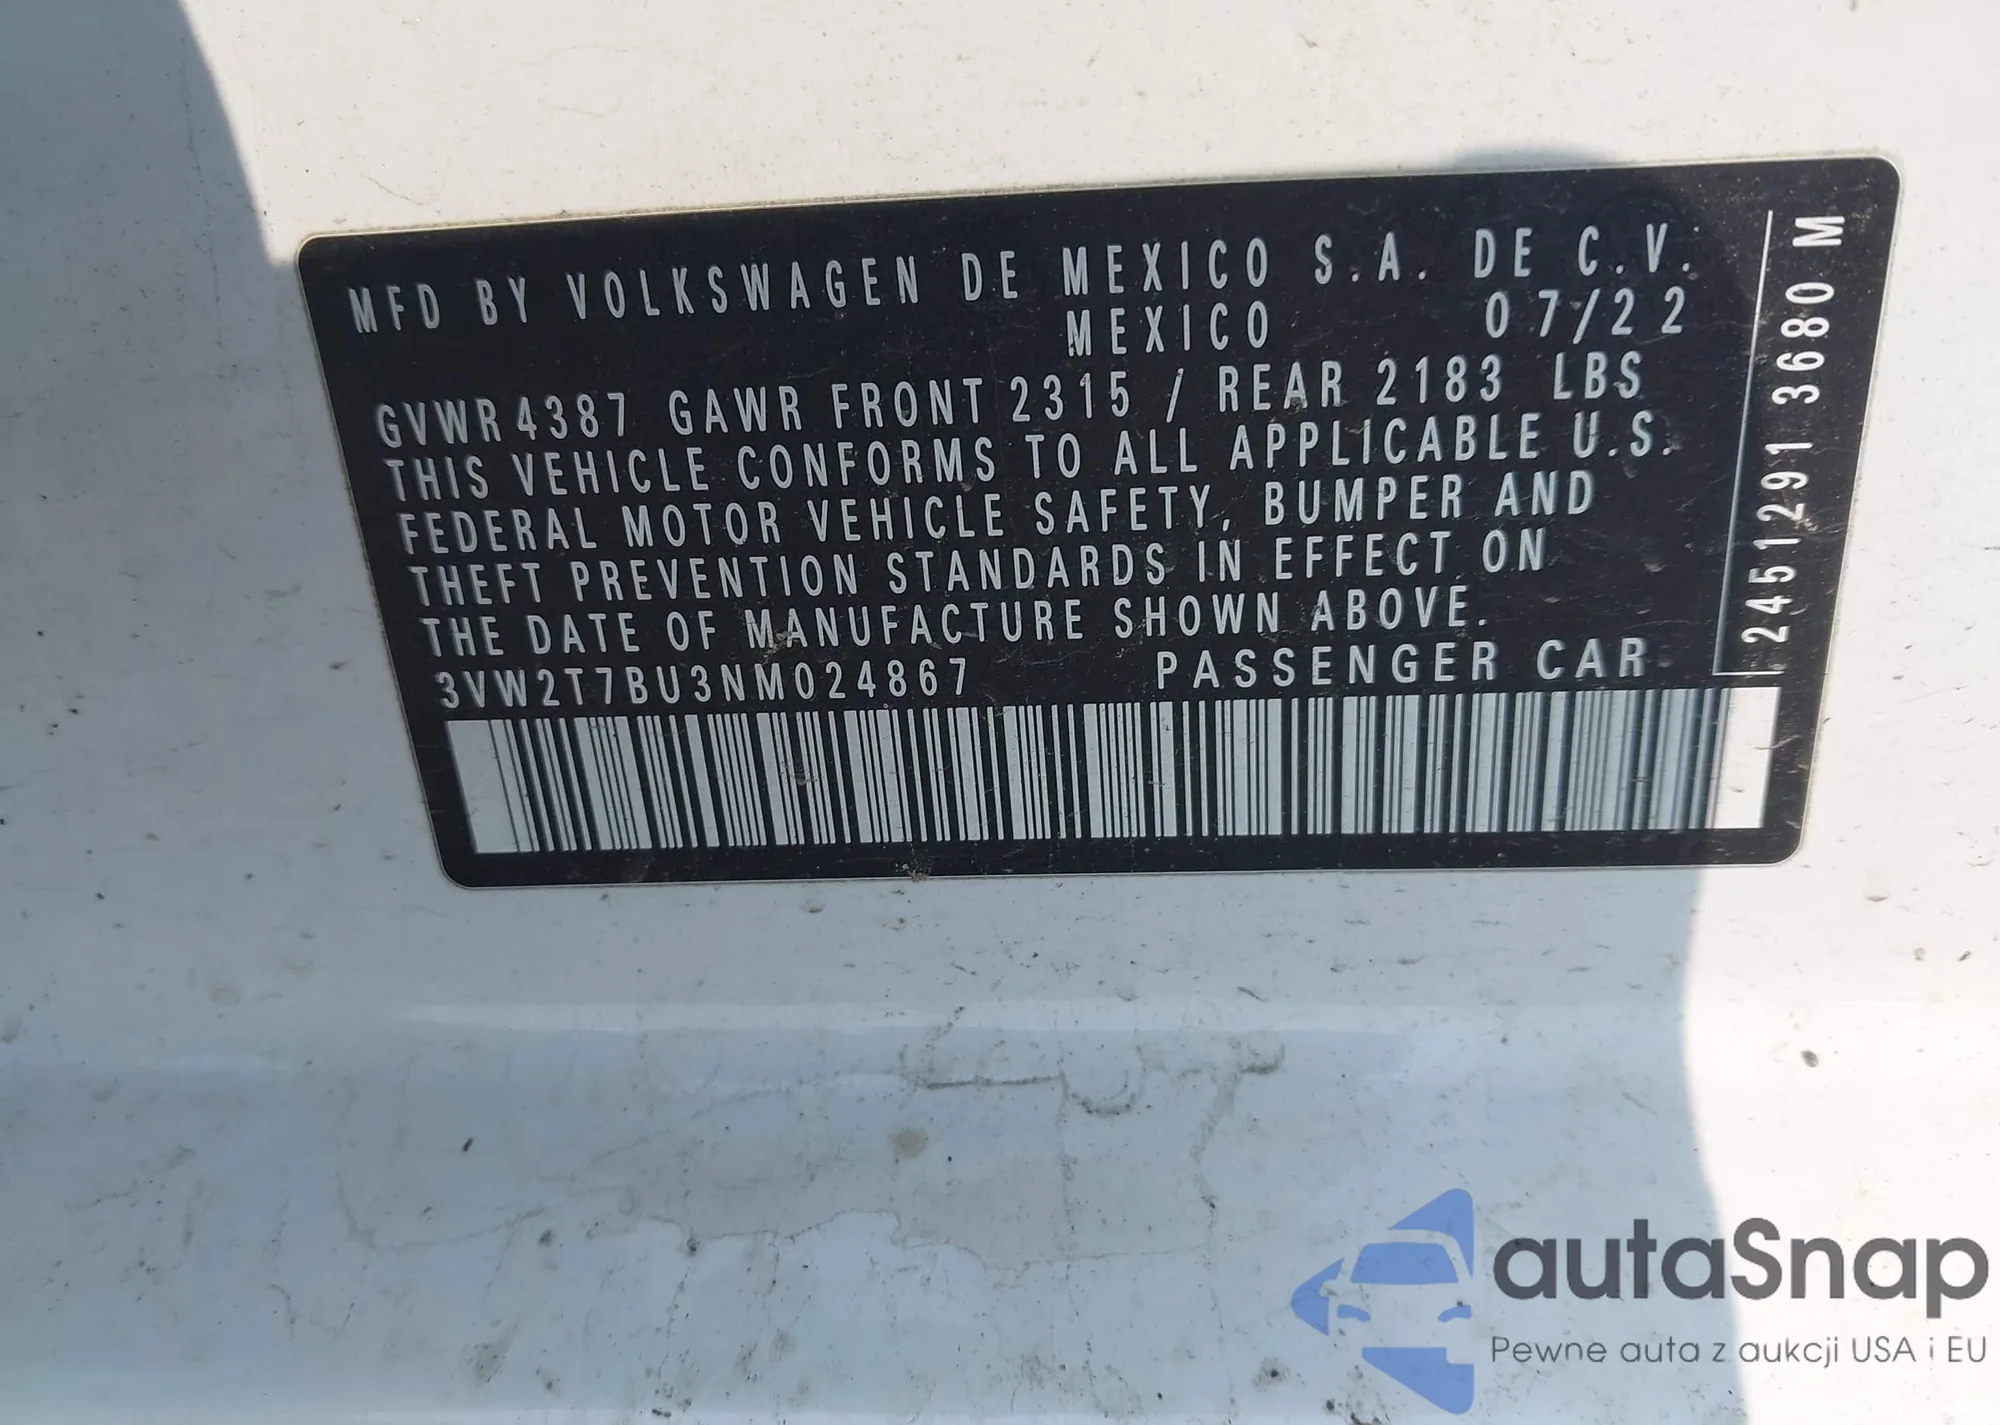 MFD BY VOLKSWAGEN DE MEXICO S.A. DE C.V.
MEXICO 07/22
GVWR 4387 GAWR FRONT 2315 / REAR 2183 LBS
THIS VEHICLE CONFORMS TO ALL APPLICABLE U.S.
FEDERAL MOTOR VEHICLE SAFETY, BUMPER AND
THEFT PREVENTION STANDARDS IN EFFECT ON
THE DATE OF MANUFACTURE SHOWN ABOVE.
3VW2T7BU3NM024867 PASSENGER CAR
2451291 3680 M
autaSnap
Pewne auta z aukcji USA i EU